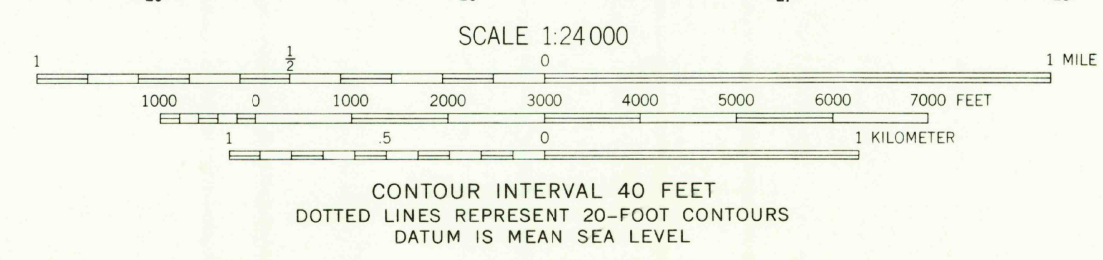 SCALE 1:24 000
1 ½ 0 1 MILE
1000 0 1000 2000 3000 4000 5000 6000 7000 FEET
1 .5 0 1 KILOMETER
CONTOUR INTERVAL 40 FEET
DOTTED LINES REPRESENT 20-FOOT CONTOURS
DATUM IS MEAN SEA LEVEL